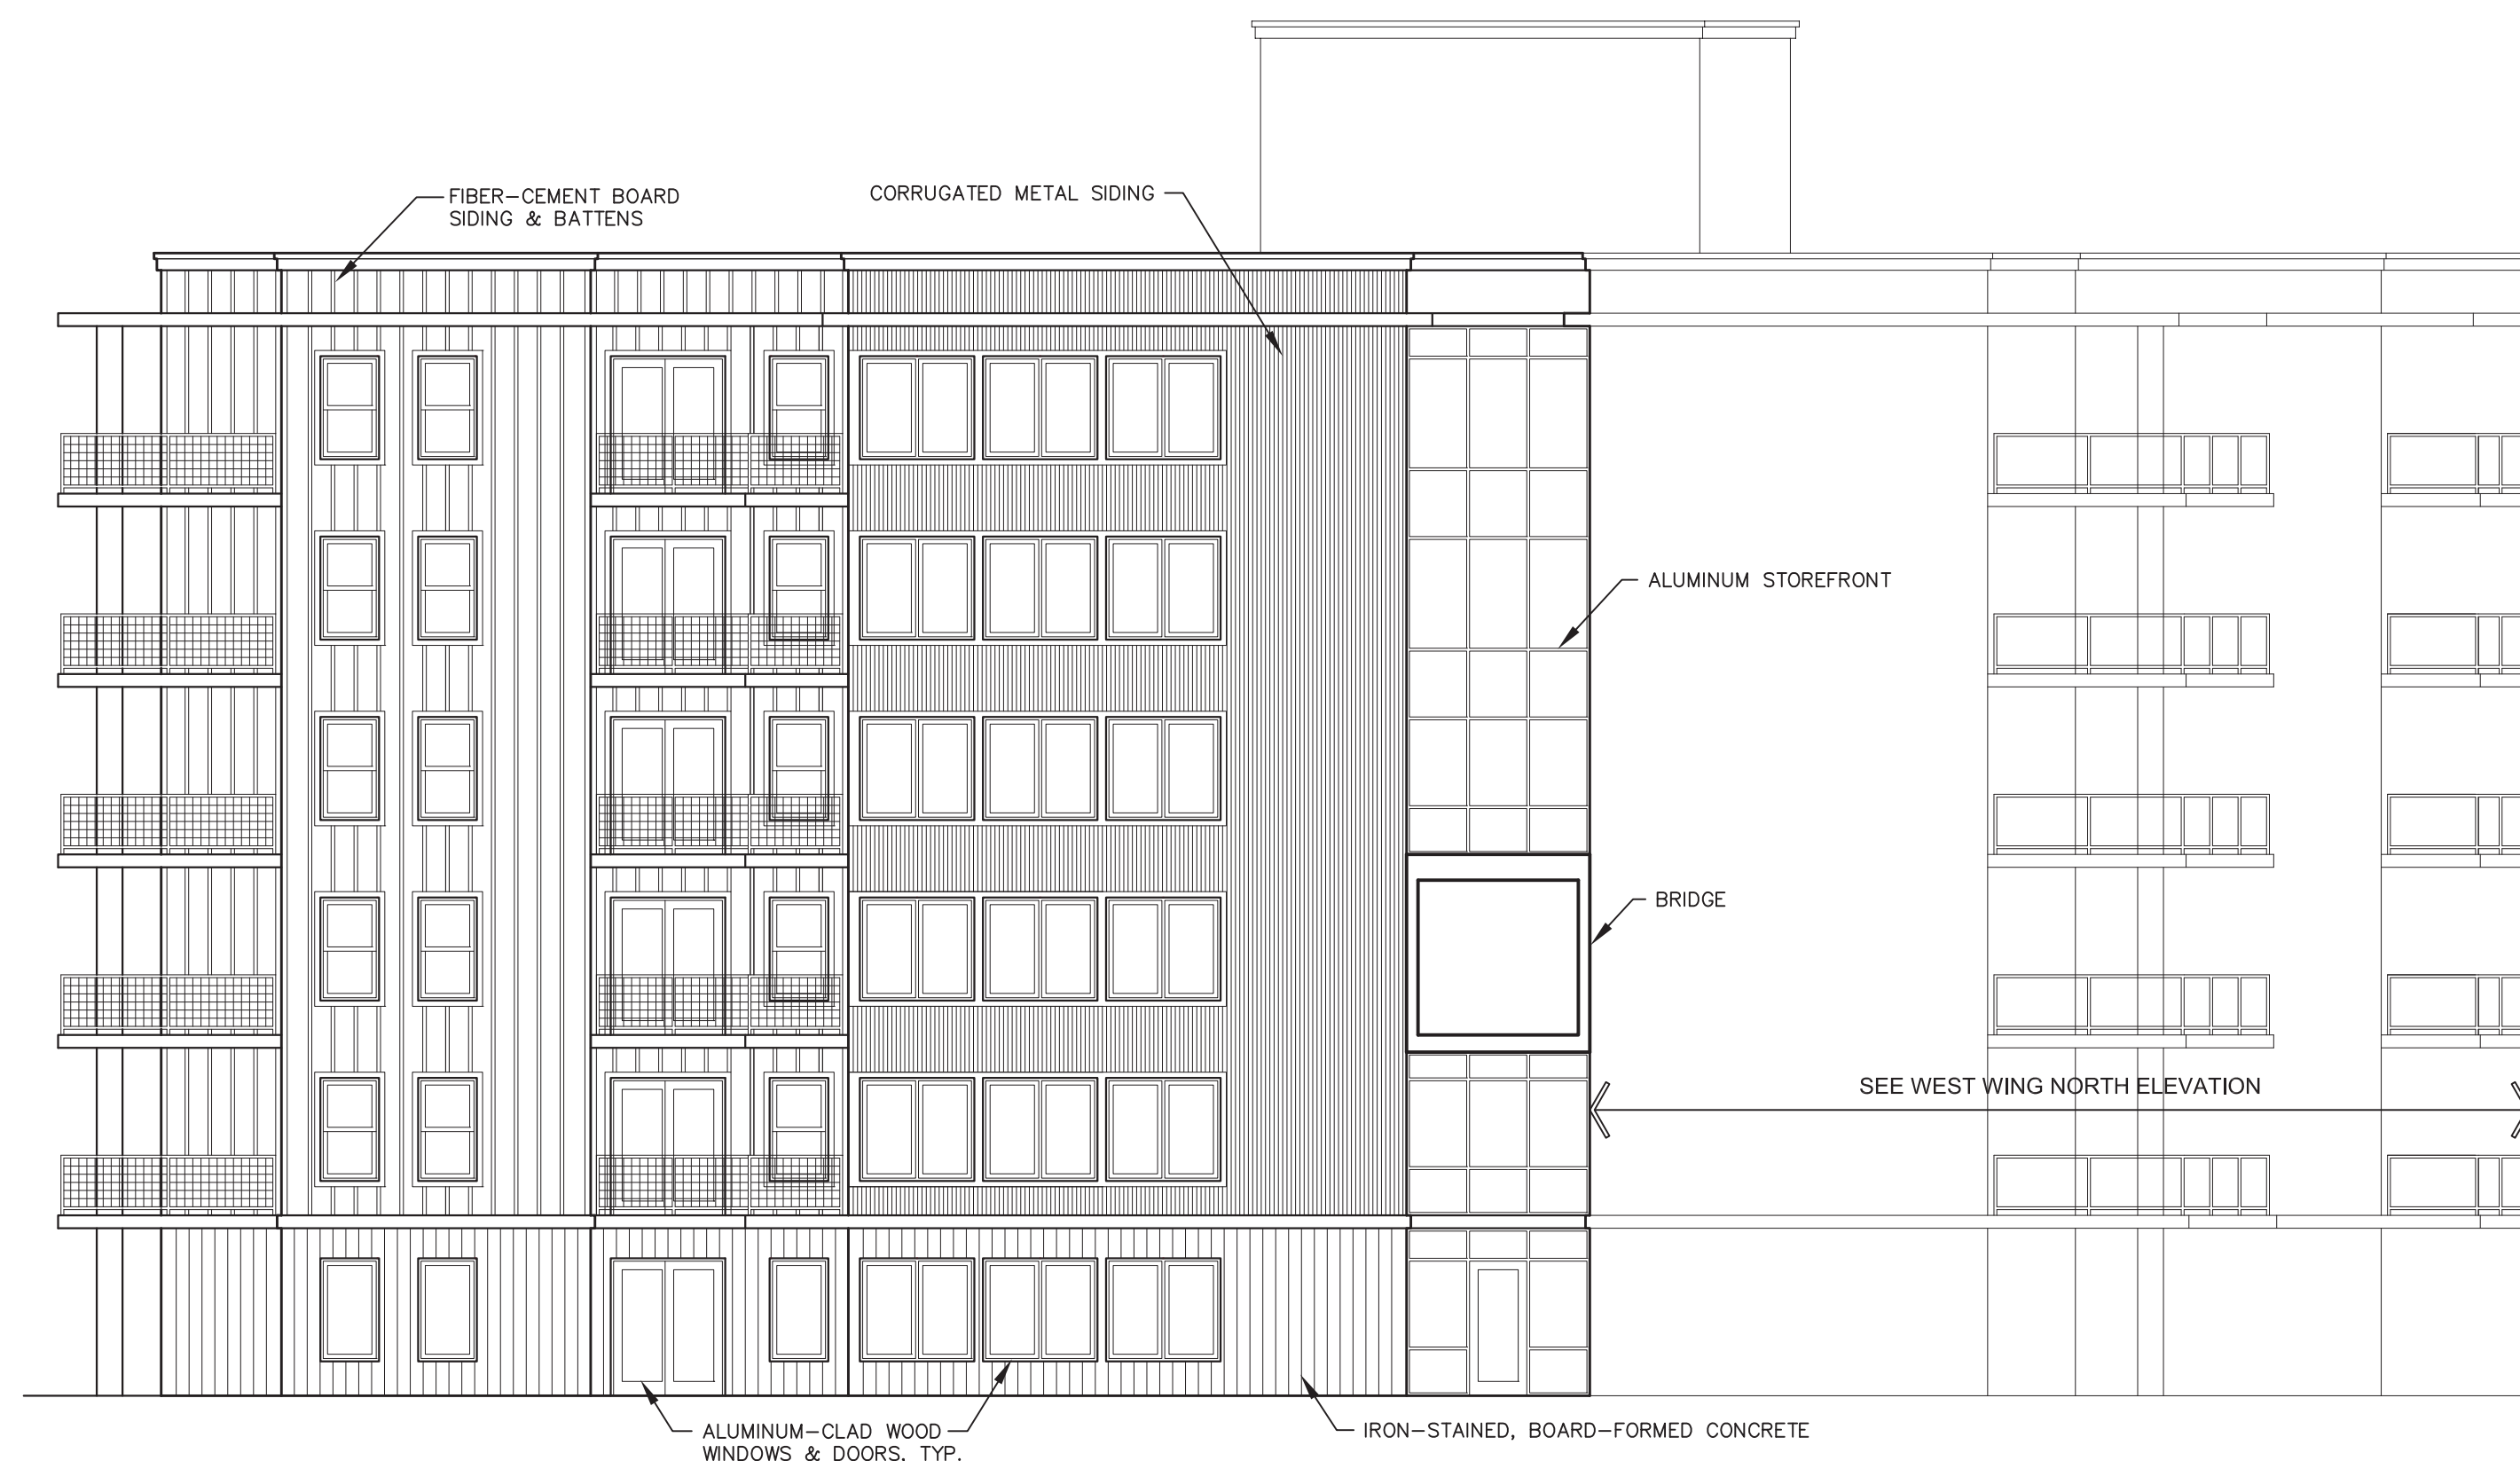 FIBER-CEMENT BOARD
SIDING & BATTENS
CORRUGATED METAL SIDING
ALUMINUM STOREFRONT
BRIDGE
SEE WEST WING NORTH ELEVATION
ALUMINUM-CLAD WOOD
WINDOWS & DOORS, TYP.
IRON-STAINED, BOARD-FORMED CONCRETE